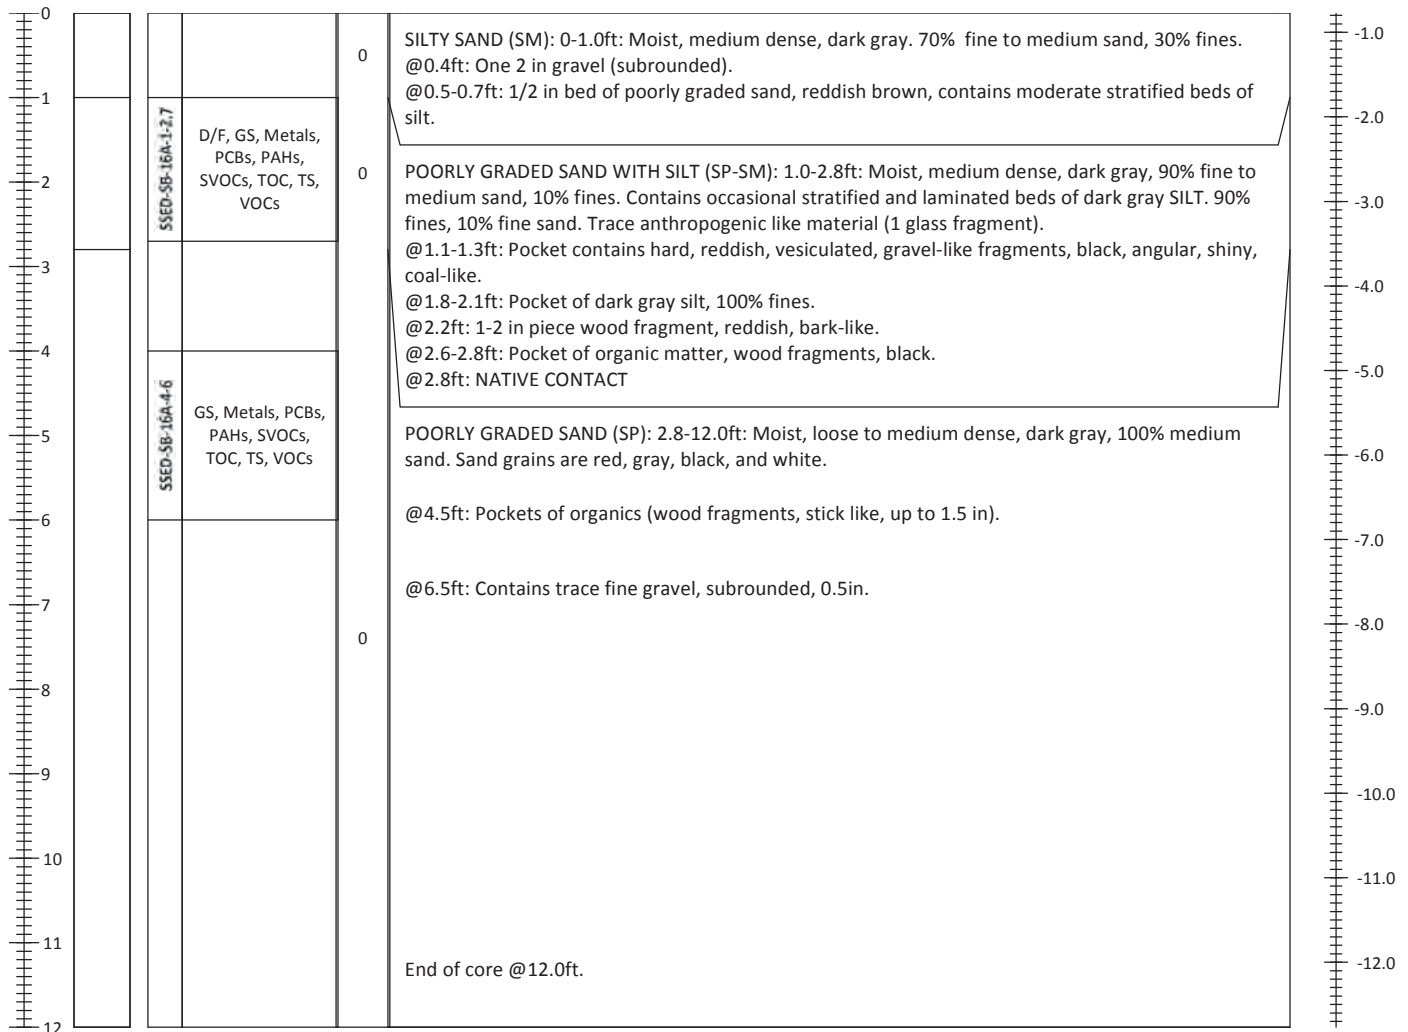 0
1
2
3
4
5
6
7
8
9
10
11
12
SSED-SB-16A-1-2.7
D/F, GS, Metals,
PCBs, PAHs,
SVOCs, TOC, TS,
VOCs
SSED-SB-16A-4-6
GS, Metals, PCBs,
PAHs, SVOCs,
TOC, TS, VOCs
0
0
0
SILTY SAND (SM): 0-1.0ft: Moist, medium dense, dark gray. 70% fine to medium sand, 30% fines.
@0.4ft: One 2 in gravel (subrounded).
@0.5-0.7ft: 1/2 in bed of poorly graded sand, reddish brown, contains moderate stratified beds of
silt.
POORLY GRADED SAND WITH SILT (SP-SM): 1.0-2.8ft: Moist, medium dense, dark gray, 90% fine to
medium sand, 10% fines. Contains occasional stratified and laminated beds of dark gray SILT. 90%
fines, 10% fine sand. Trace anthropogenic like material (1 glass fragment).
@1.1-1.3ft: Pocket contains hard, reddish, vesiculated, gravel-like fragments, black, angular, shiny,
coal-like.
@1.8-2.1ft: Pocket of dark gray silt, 100% fines.
@2.2ft: 1-2 in piece wood fragment, reddish, bark-like.
@2.6-2.8ft: Pocket of organic matter, wood fragments, black.
@2.8ft: NATIVE CONTACT
POORLY GRADED SAND (SP): 2.8-12.0ft: Moist, loose to medium dense, dark gray, 100% medium
sand. Sand grains are red, gray, black, and white.
@4.5ft: Pockets of organics (wood fragments, stick like, up to 1.5 in).
@6.5ft: Contains trace fine gravel, subrounded, 0.5in.
End of core @12.0ft.
-1.0
-2.0
-3.0
-4.0
-5.0
-6.0
-7.0
-8.0
-9.0
-10.0
-11.0
-12.0